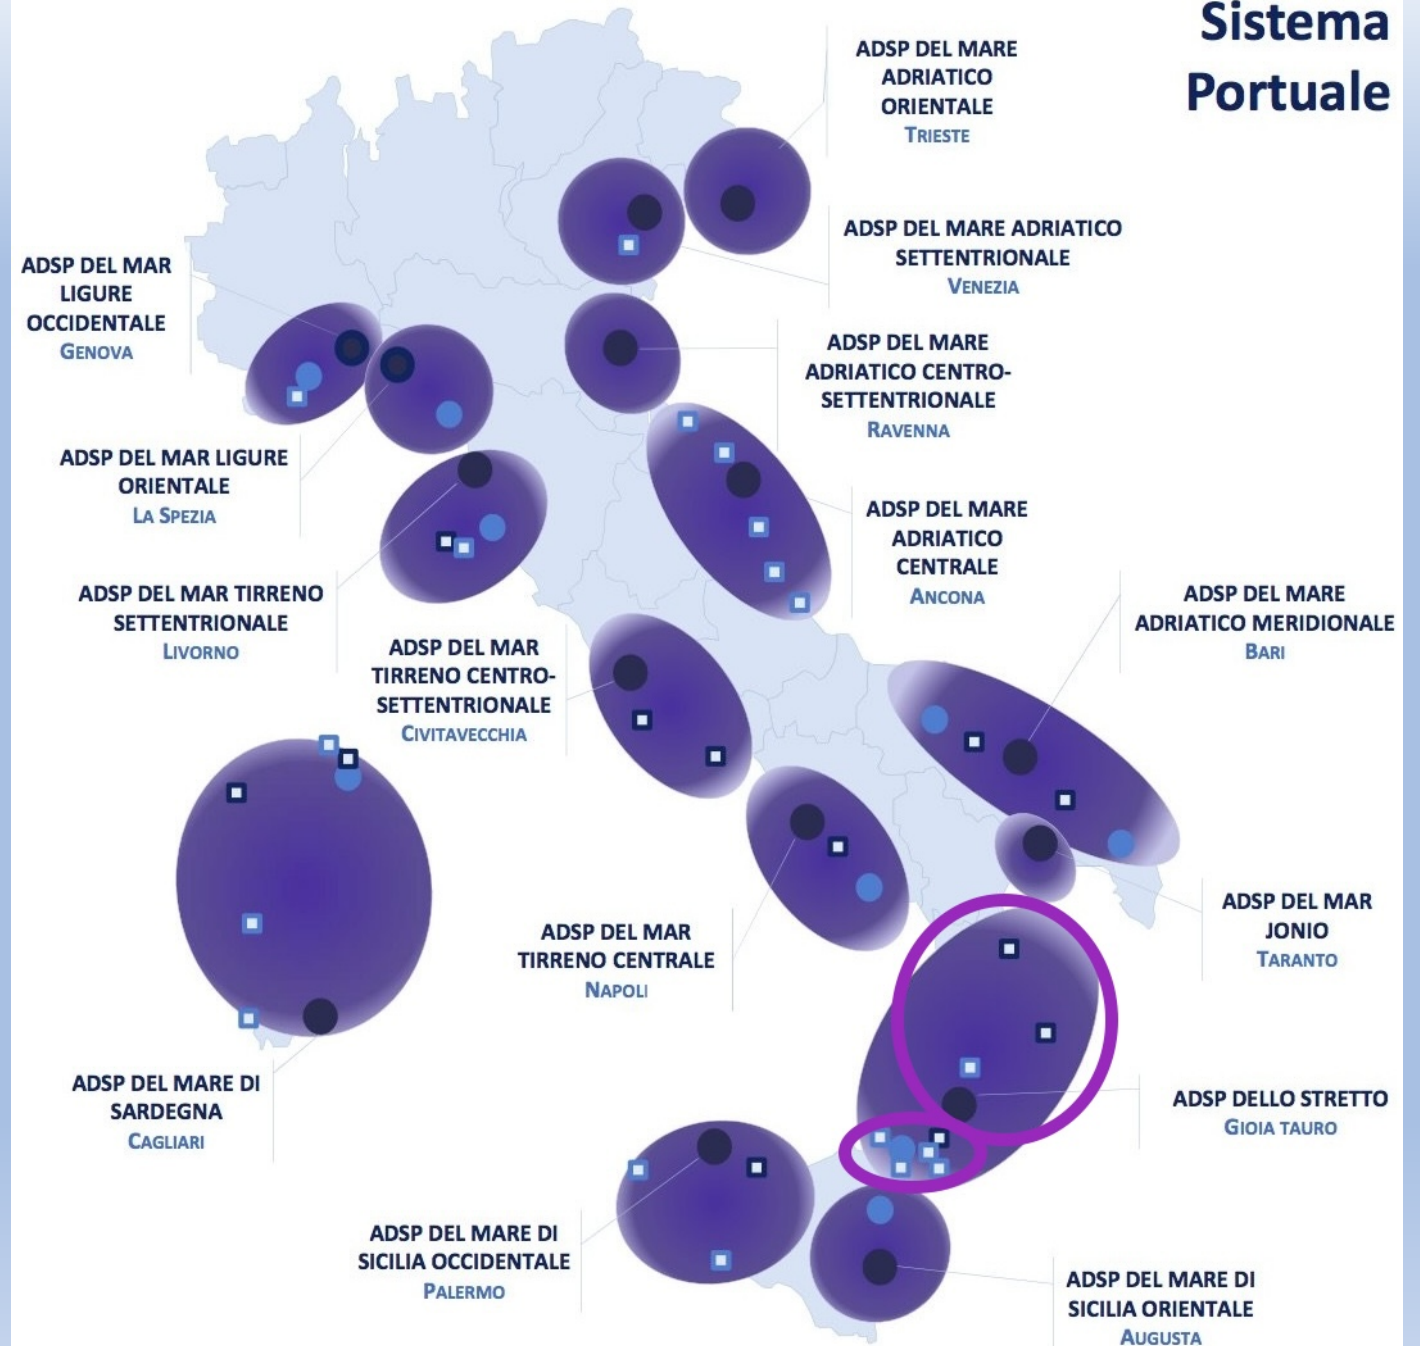 Sistema
Portuale
ADSP DEL MARE
ADRIATICO
ORIENTALE
TRIESTE
ADSP DEL MARE ADRIATICO
SETTENTRIONALE
VENEZIA
ADSP DEL MAR
LIGURE
OCCIDENTALE
GENOVA
ADSP DEL MARE
ADRIATICO CENTRO-
SETTENTRIONALE
RAVENNA
ADSP DEL MAR LIGURE
ORIENTALE
LA SPEZIA
ADSP DEL MARE
ADRIATICO
CENTRALE
ANCONA
ADSP DEL MAR TIRRENO
SETTENTRIONALE
LIVORNO
ADSP DEL MARE
ADRIATICO MERIDIONALE
BARI
ADSP DEL MAR
TIRRENO CENTRO-
SETTENTRIONALE
CIVITAVECCHIA
ADSP DEL MAR
JONIO
TARANTO
ADSP DEL MAR
TIRRENO CENTRALE
NAPOLI
ADSP DEL MARE DI
SARDEGNA
CAGLIARI
ADSP DELLO STRETTO
GIOIA TAURO
ADSP DEL MARE DI
SICILIA OCCIDENTALE
PALERMO
ADSP DEL MARE DI
SICILIA ORIENTALE
AUGUSTA